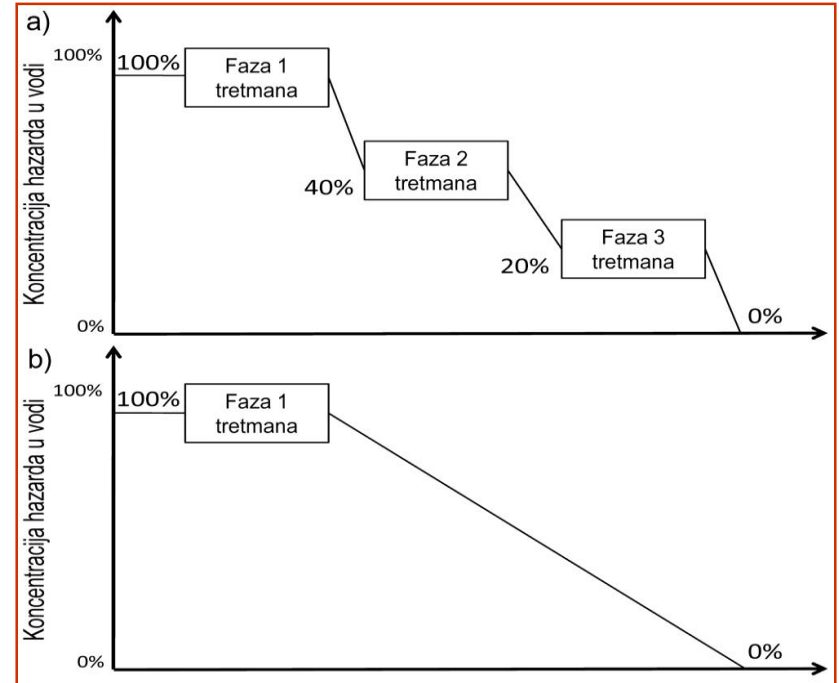 a)
Koncentracija hazarda u vodi
100%
100%
Faza 1
tretmana
40%
Faza 2
tretmana
20%
Faza 3
tretmana
0%
0%
b)
Koncentracija hazarda u vodi
100%
100%
Faza 1
tretmana
0%
0%